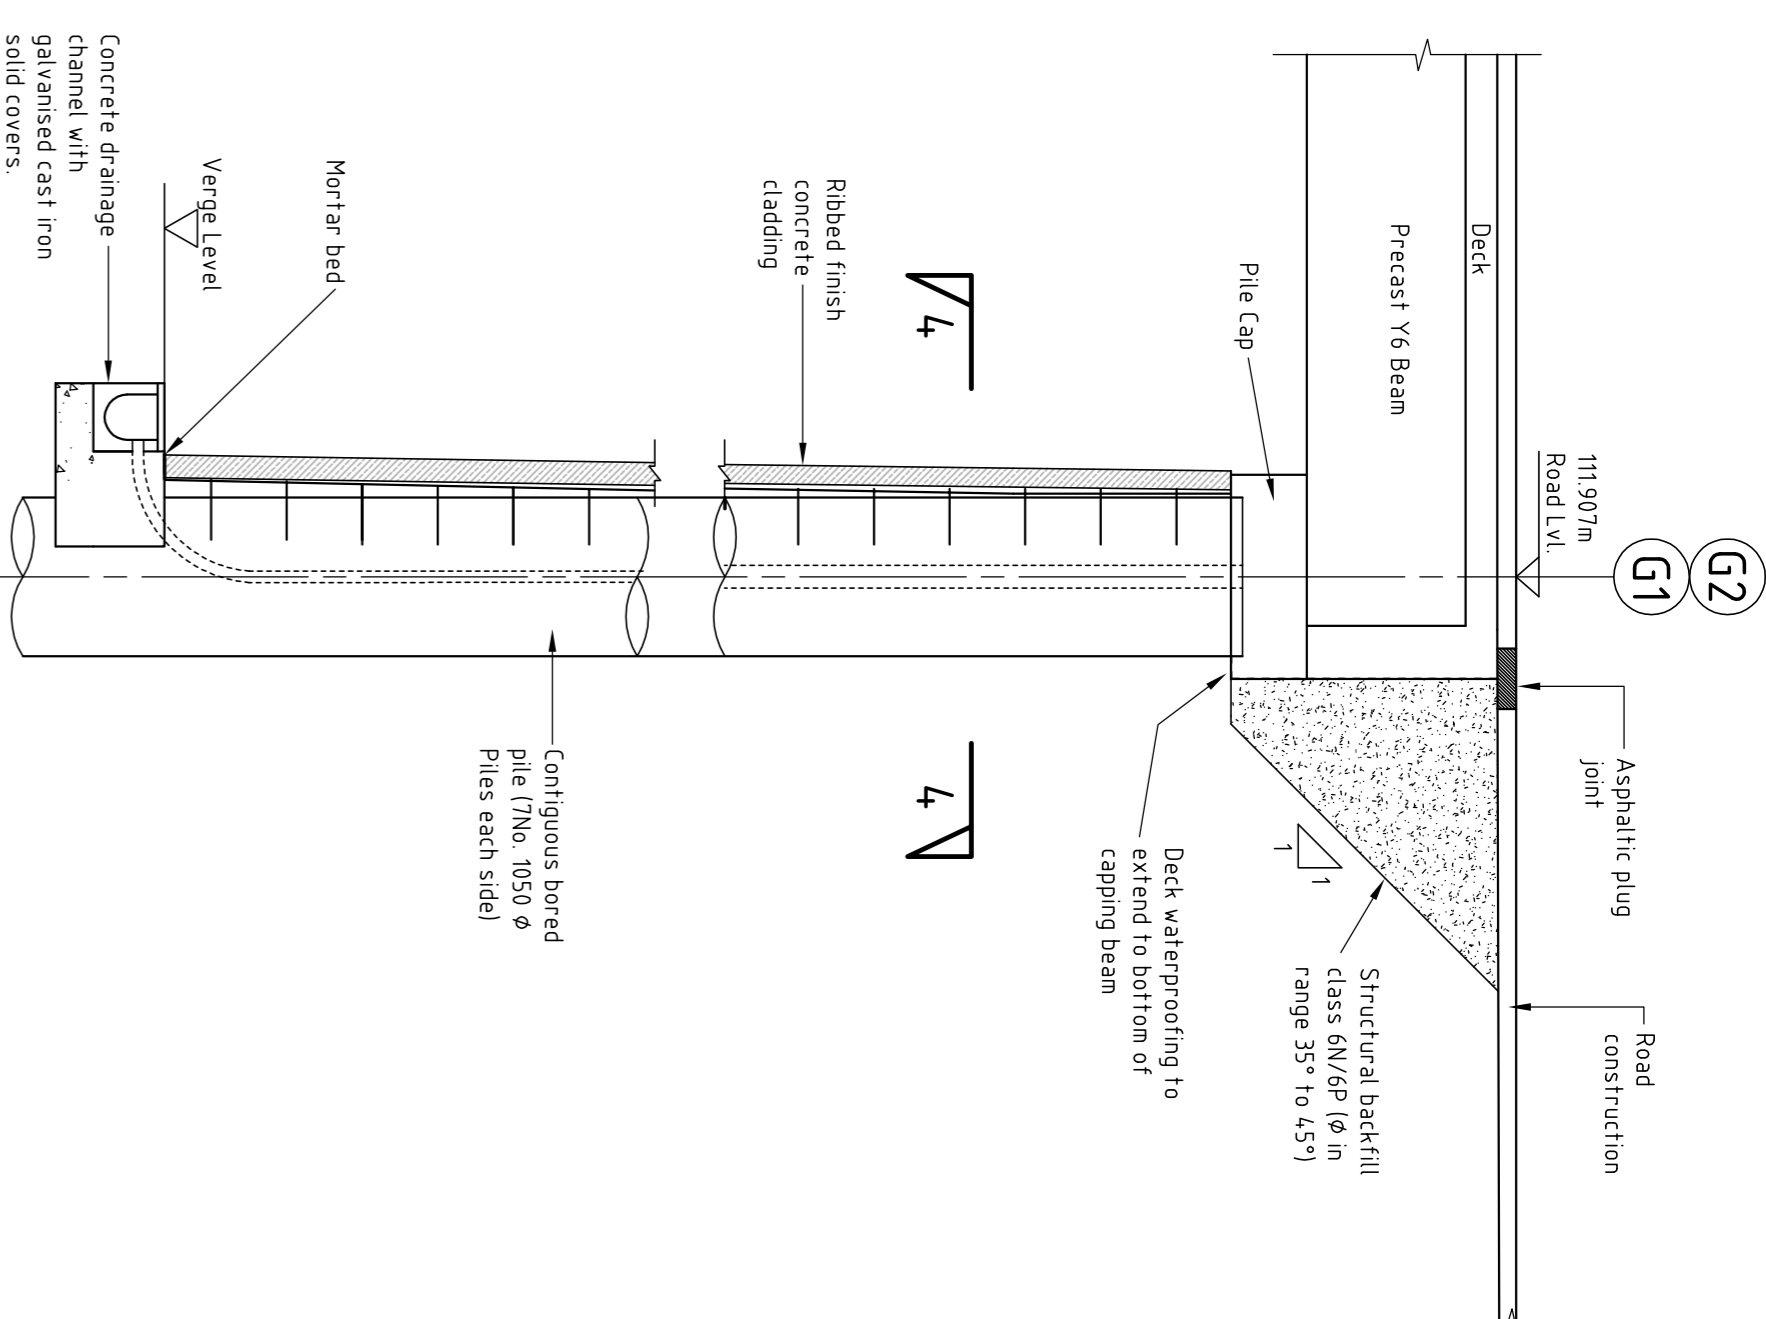 G2
G1
111.907m
Road Lvl.
Asphaltic plug
joint
Road
construction
Deck
Precast Y6 Beam
Pile Cap
Structural backfill
class 6N/6P (Ø in
range 35° to 45°)
1
1
Deck waterproofing to
extend to bottom of
capping beam
4
4
Ribbed finish
concrete
cladding
Contiguous bored
pile (7No. 1050 Ø
Piles each side)
Mortar bed
Verge Level
Concrete drainage
channel with
galvanised cast iron
solid covers.